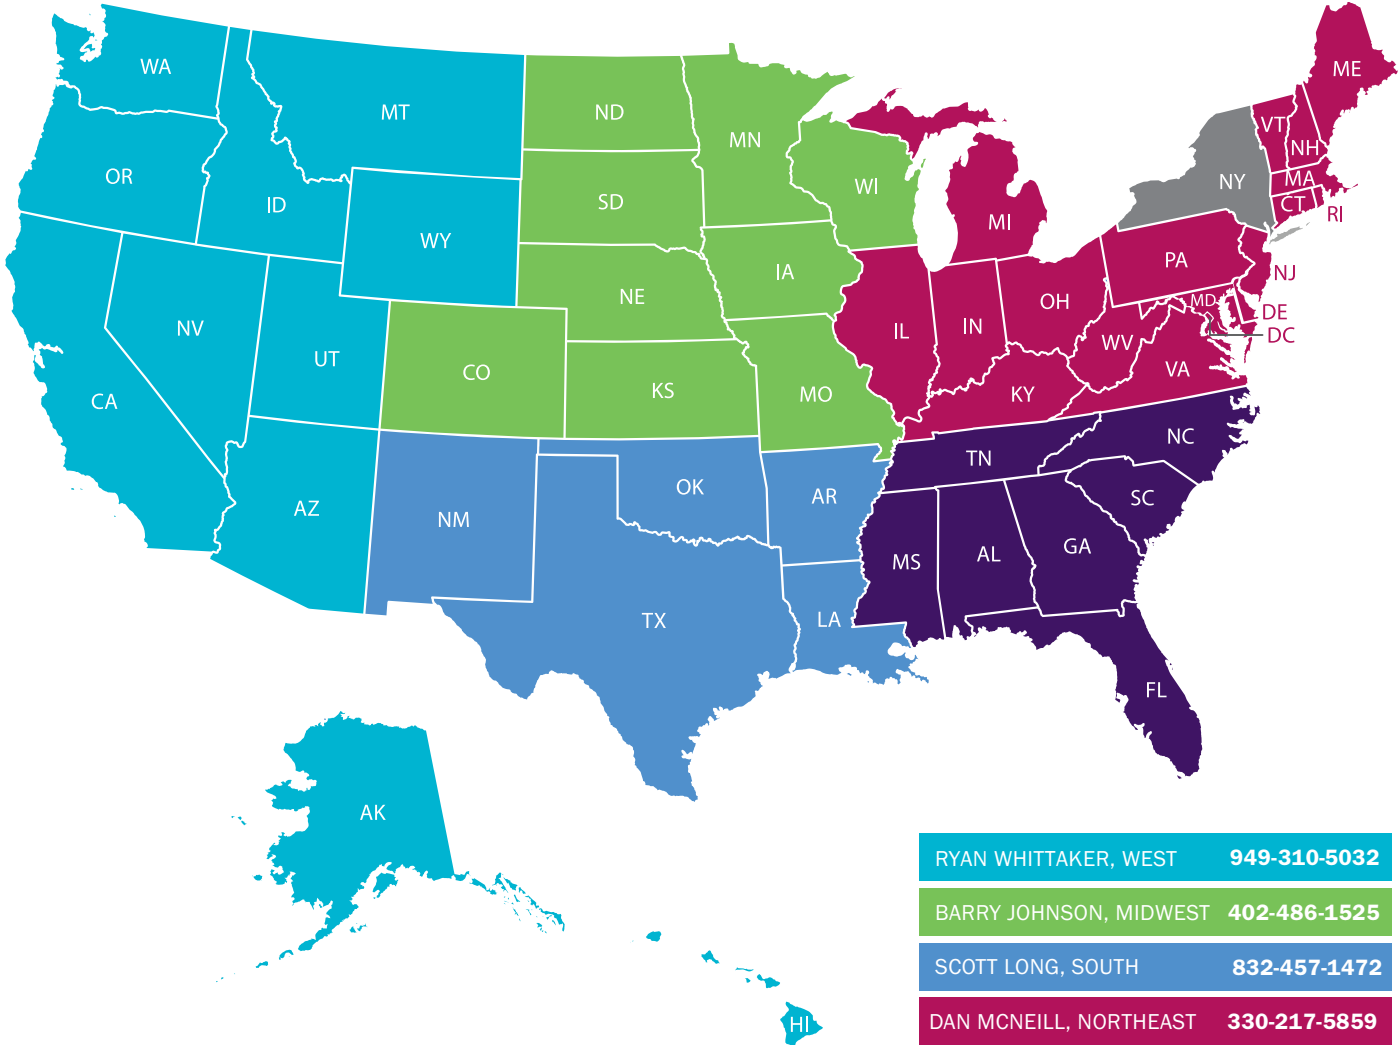 WA
MT
ND
MN
ME
VT
NH
OR
ID
WY
SD
WI
MI
NY
MA
CT
RI
NV
UT
CO
NE
IA
IL
IN
OH
PA
NJ
MD
DE
DC
WV
VA
CA
KS
MO
KY
AZ
NM
OK
AR
TN
NC
SC
TX
LA
MS
AL
GA
FL
AK
HI
RYAN WHITTAKER, WEST 949-310-5032
BARRY JOHNSON, MIDWEST 402-486-1525
SCOTT LONG, SOUTH 832-457-1472
DAN MCNEILL, NORTHEAST 330-217-5859